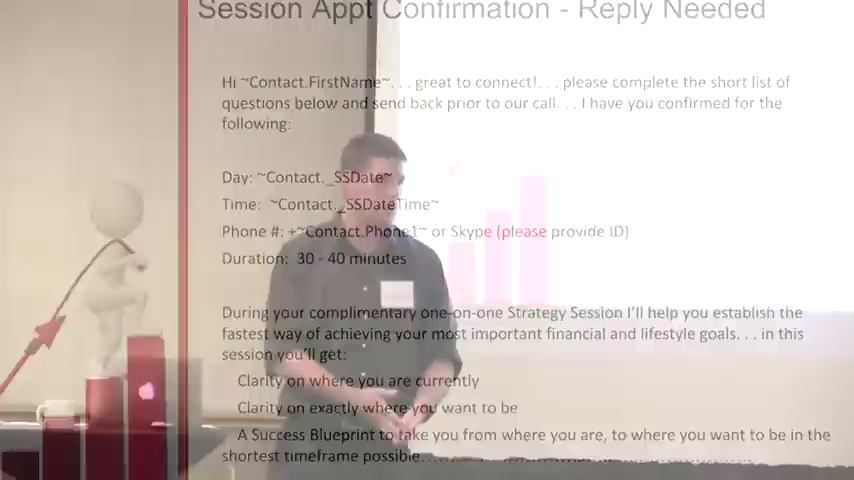 Session Appt Confirmation - Reply Needed
Hi ~Contact.FirstName~. . . great to connect!. . . please complete the short list of
questions below and send back prior to our call. . . I have you confirmed for the
following:
Day: ~Contact._SSDate~
Time:  ~Contact._SSDateTime~
Phone #: +~Contact.Phone1~ or Skype (please provide ID)
Duration:  30 - 40 minutes
During your complimentary one-on-one Strategy Session I'll help you establish the
fastest way of achieving your most important financial and lifestyle goals. . . in this
session you'll get:
Clarity on where you are currently
Clarity on exactly where you want to be
A Success Blueprint to take you from where you are, to where you want to be in the
shortest timeframe possible